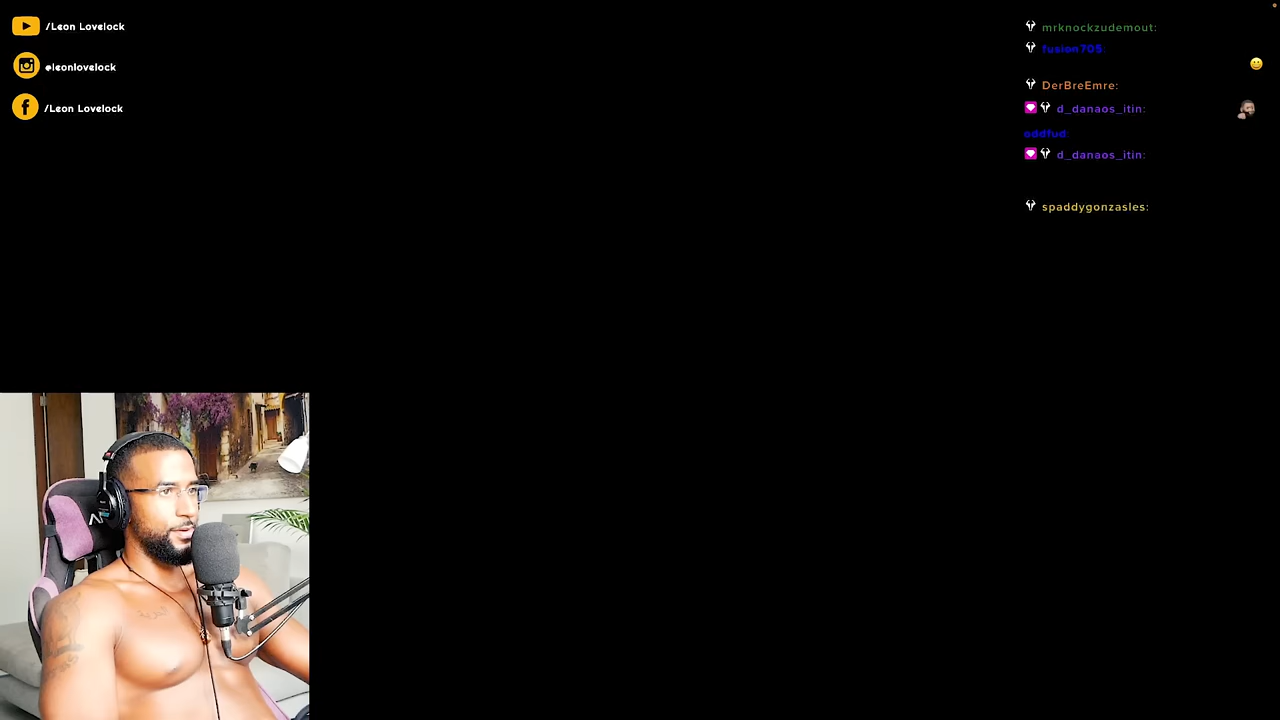 /Leon Lovelock
@leonlovelock
/Leon Lovelock
mrknockzudemout:
fusion705:
DerBreEmre:
d_danaos_itin:
oddfud:
d_danaos_itin:
spaddygonzasles: